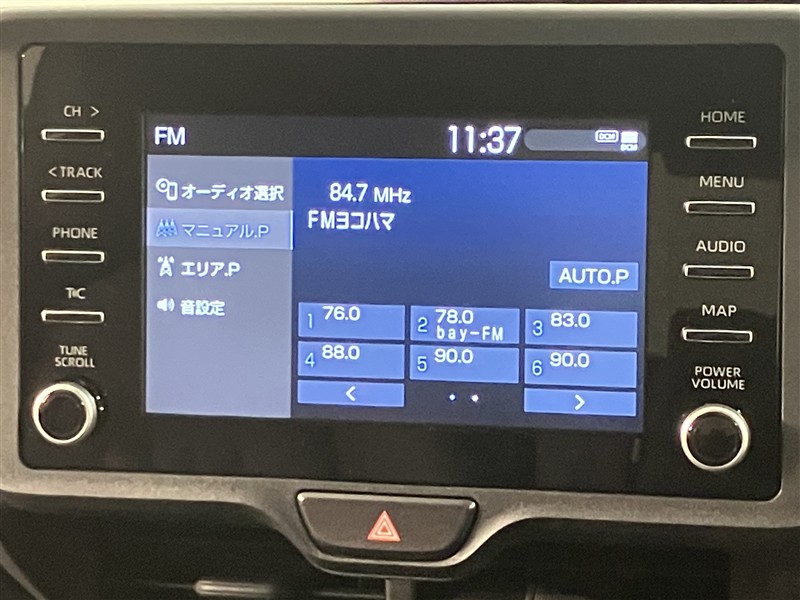 CH >
< TRACK
PHONE
T&C
TUNE
SCROLL
FM
11:37
DCM
DCM
オーディオ選択
マニュアル.P
エリア.P
音設定
84.7 MHz
FMヨコハマ
AUTO.P
1 76.0
2 78.0
bay-FM
3 83.0
4 88.0
5 90.0
6 90.0
<
>
HOME
MENU
AUDIO
MAP
POWER
VOLUME